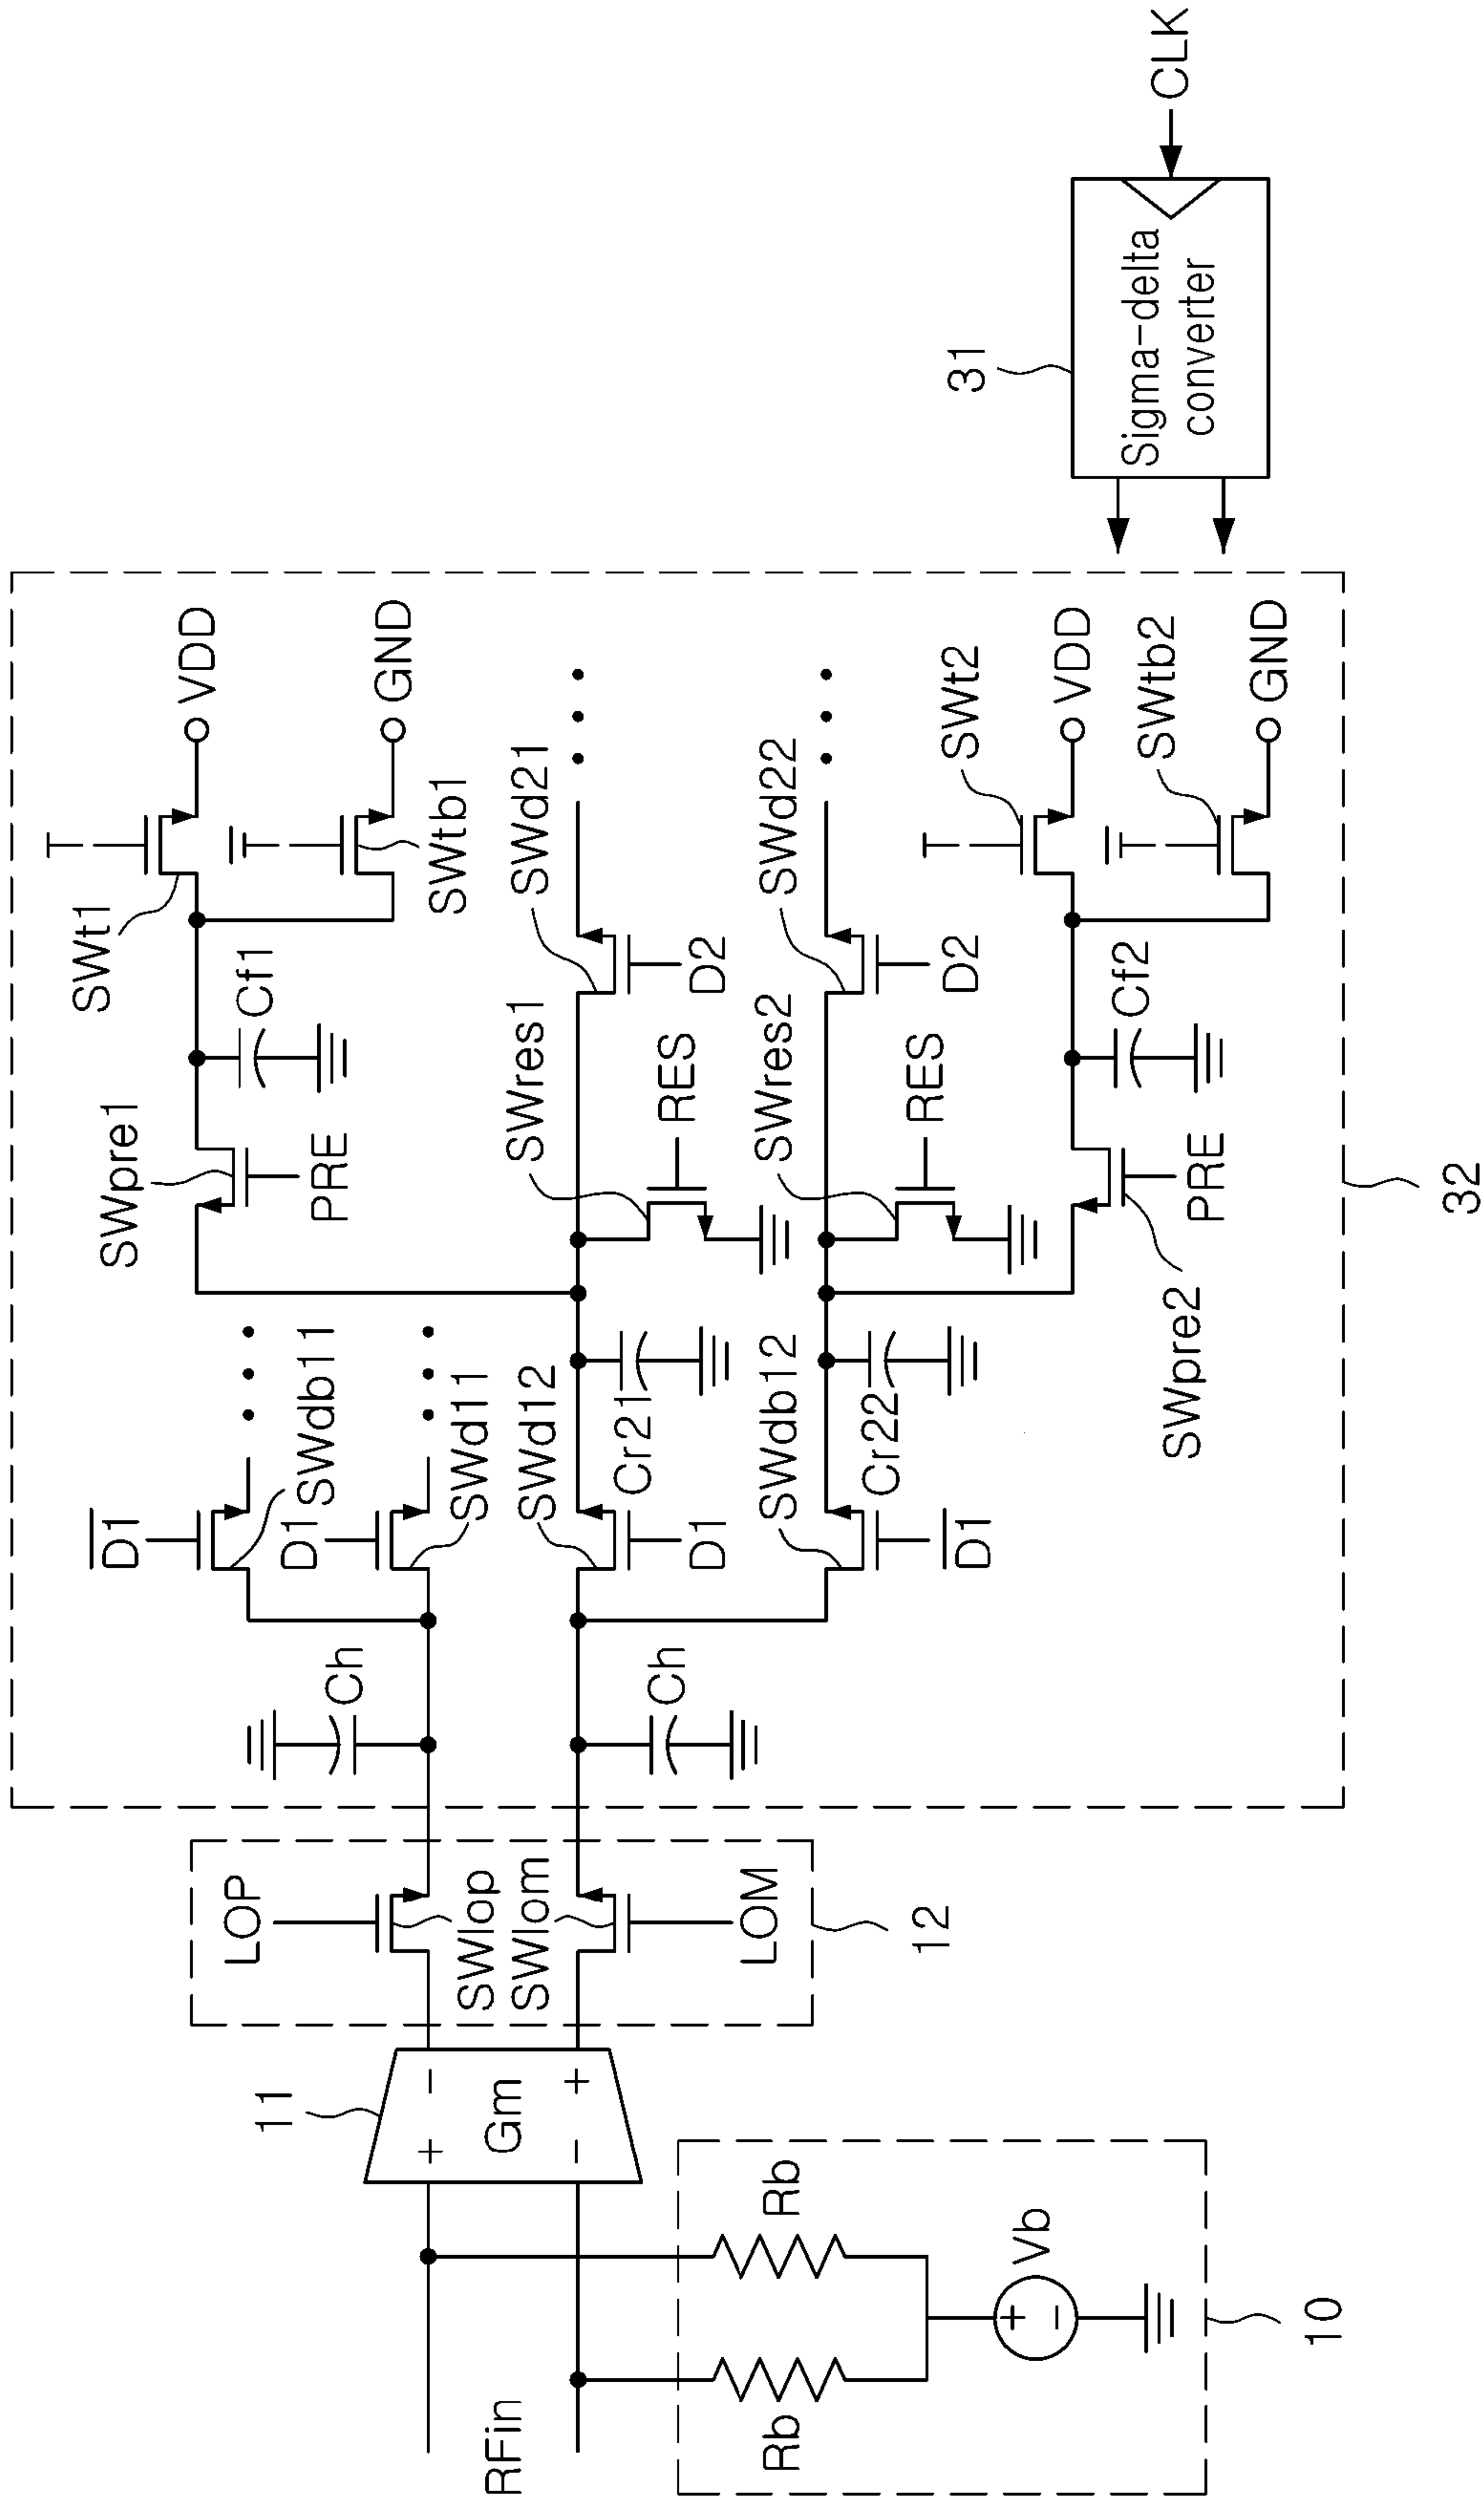 T
SWt1
D̅1̅ SWpre1
VDD
LOP Cf1 T̅
11
D1 SWdb11 PRE
Ch
GND
SWtb1
+ −
SWlop SWd11
RFin Gm
SWlom SWd12 SWres1 SWd21
− +
Cr21
Ch RES
D1 D2
LOM
Rb Rb SWdb12 SWres2 SWd22
Cr22
RES
12
T
D̅1̅ D2 SWt2 31
+
Vb
−
VDD
T̅
Cf2
Sigma-delta CLK
converter
SWtb2
SWpre2 PRE
GND
10
32